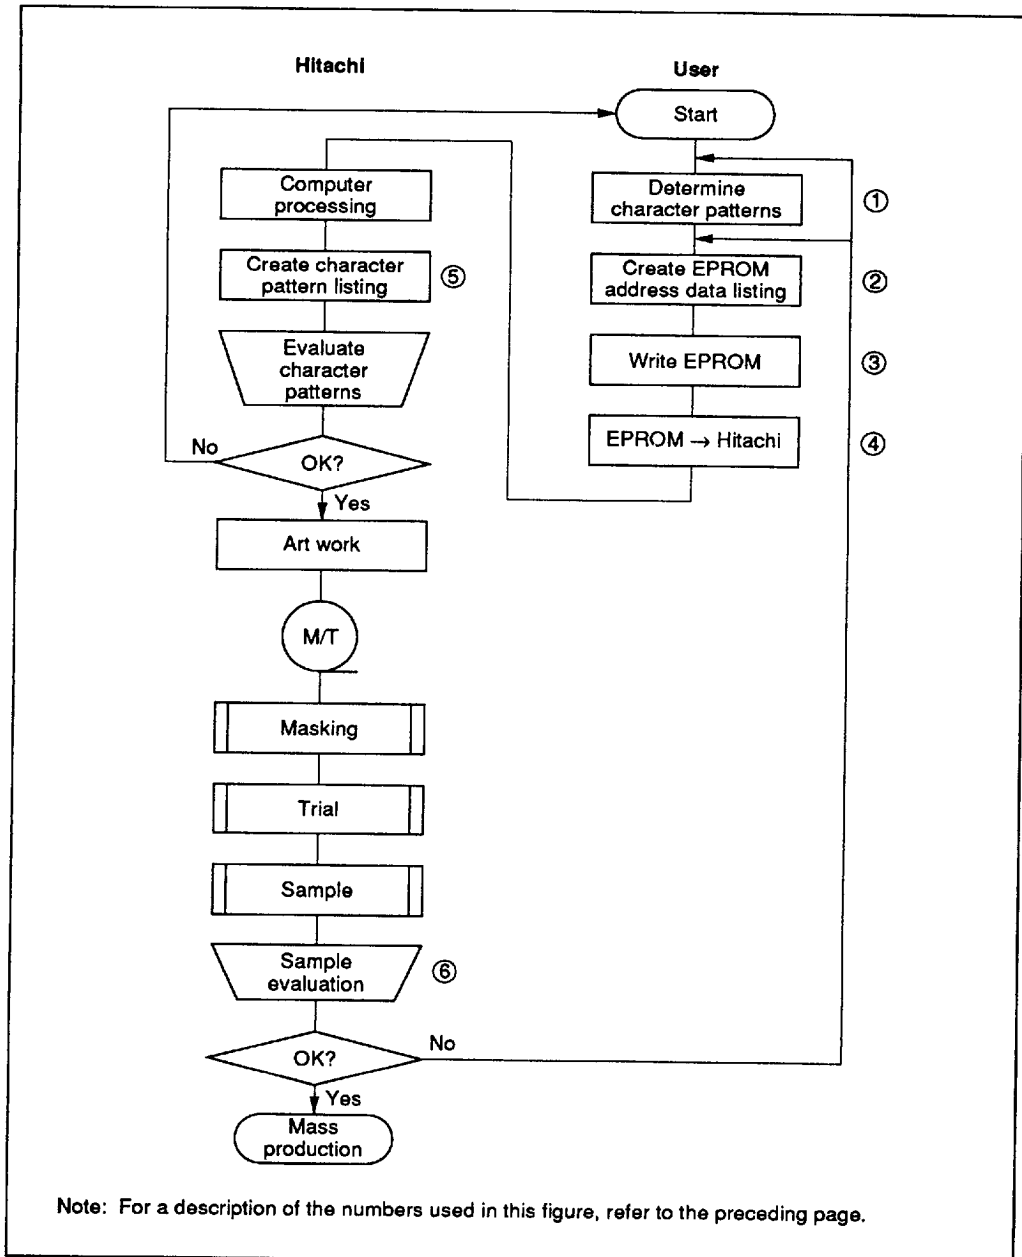 Hitachi
User
Start
Determine
character patterns
①
Create EPROM
address data listing
②
Write EPROM
③
EPROM → Hitachi
④
Computer
processing
Create character
pattern listing
⑤
Evaluate
character
patterns
No
OK?
Yes
Art work
M/T
Masking
Trial
Sample
Sample
evaluation
⑥
OK?
No
Yes
Mass
production
Note: For a description of the numbers used in this figure, refer to the preceding page.